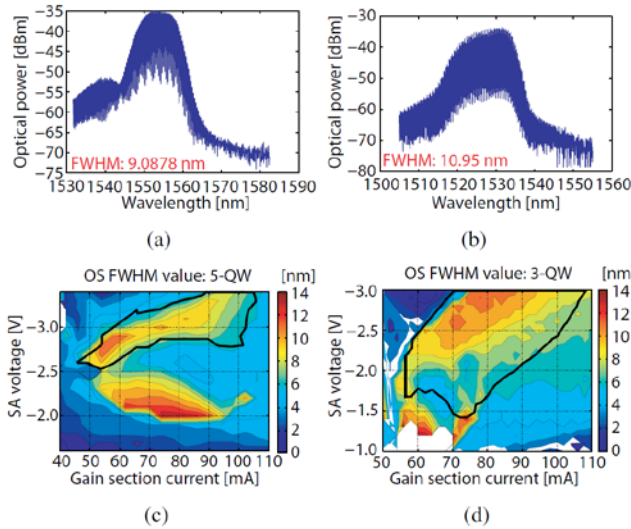 −35
−40
−45
−50
−55
−60
−65
−70
−75
Optical power [dBm]
FWHM: 9.0878 nm
1530 1540 1550 1560 1570 1582 1590
Wavelength [nm]
(a)
−30
−40
−50
−60
−70
−80
Optical power [dBm]
FWHM: 10.95 nm
1500 1510 1520 1530 1540 1550 1560
Wavelength [nm]
(b)
OS FWHM value: 5-QW
[nm]
SA voltage [V]
−3.0
−2.5
−2.0
40 50 60 70 80 90 100 110
Gain section current [mA]
14
12
10
8
6
4
2
0
(c)
OS FWHM value: 3-QW
[nm]
SA voltage [V]
−3.0
−2.5
−2.0
−1.5
−1.0
50 60 70 80 90 100 110
Gain section current [mA]
14
12
10
8
6
4
2
0
(d)